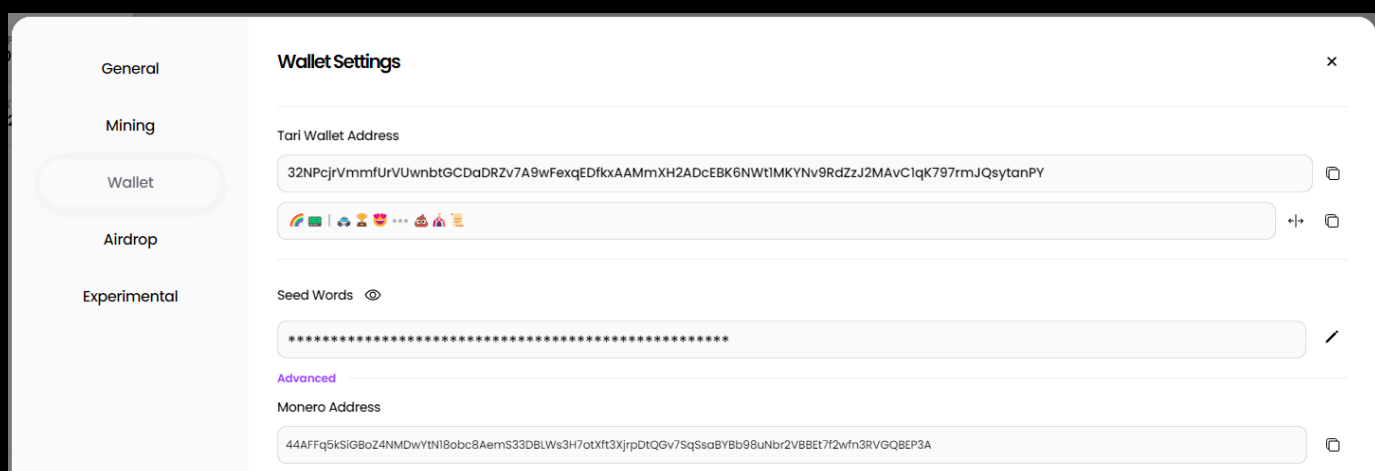 General
Mining
Wallet
Airdrop
Experimental
Wallet Settings
Tari Wallet Address
32NPcjrVmmfUrVUwnbtGCDaDRZv7A9wFexqEDfkxAAMmXH2ADcEBK6NWt1MKYNv9RdZzJ2MAvC1qK797rmJQsytanPY
🌈📟 | 🚓🏆😍 ••• 💩🎪📜
Seed Words
****************************************************
Advanced
Monero Address
44AFFq5kSiGBoZ4NMDwYtN18obc8AemS33DBLWs3H7otXft3XjrpDtQGv7SqSsaBYBb98uNbr2VBBEt7f2wfn3RVGQBEP3A